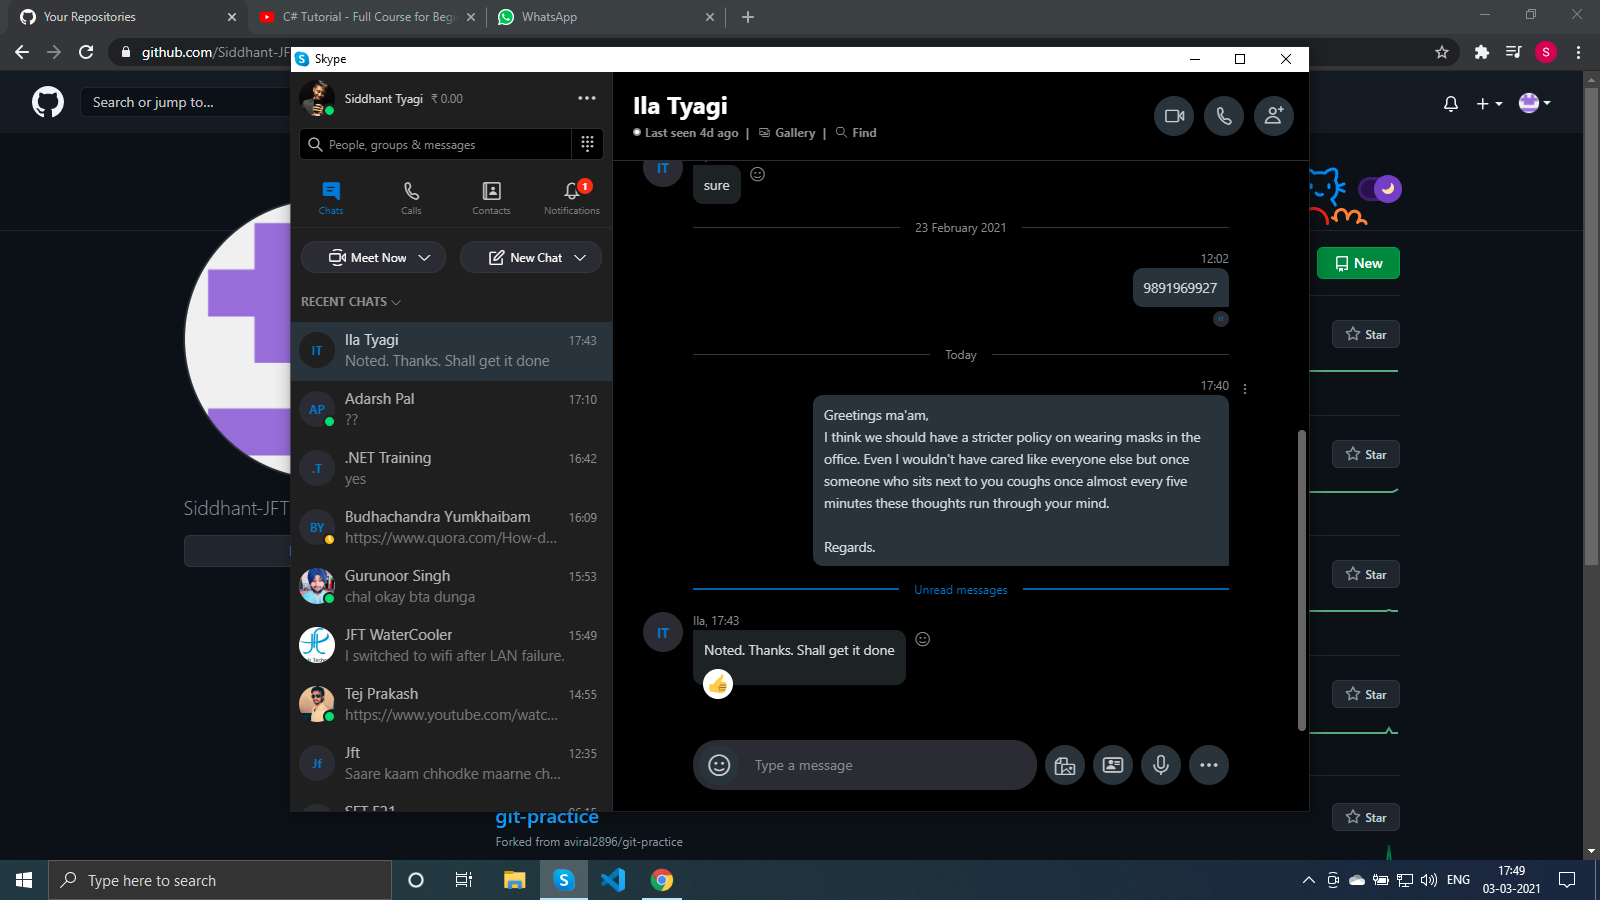 Your Repositories
C# Tutorial - Full Course for Begi
WhatsApp
github.com/Siddhant-JF
Search or jump to...
Skype
Siddhant Tyagi ₹ 0.00
People, groups & messages
Chats
Calls
Contacts
Notifications
1
Meet Now
New Chat
RECENT CHATS
IT
Ila Tyagi
17:43
Noted. Thanks. Shall get it done
AP
Adarsh Pal
17:10
??
.T
.NET Training
16:42
yes
BY
Budhachandra Yumkhaibam
16:09
https://www.quora.com/How-d...
Gurunoor Singh
15:53
chal okay bta dunga
JFT WaterCooler
15:49
I switched to wifi after LAN failure.
Tej Prakash
14:55
https://www.youtube.com/watc...
Jf
Jft
12:35
Saare kaam chhodke maarne ch...
Ila Tyagi
Last seen 4d ago | Gallery | Find
IT
sure
23 February 2021
12:02
9891969927
Today
17:40
Greetings ma'am,
I think we should have a stricter policy on wearing masks in the
office. Even I wouldn't have cared like everyone else but once
someone who sits next to you coughs once almost every five
minutes these thoughts run through your mind.
Regards.
Unread messages
IT
Ila, 17:43
Noted. Thanks. Shall get it done
Type a message
S
New
Star
Star
Star
Star
Star
Siddhant-JFT
git-practice
Forked from aviral2896/git-practice
Type here to search
S
ENG
17:49
03-03-2021